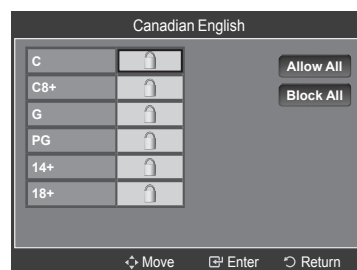 Canadian English
C
Allow All
C8+
Block All
G
PG
14+
18+
Move Enter Return